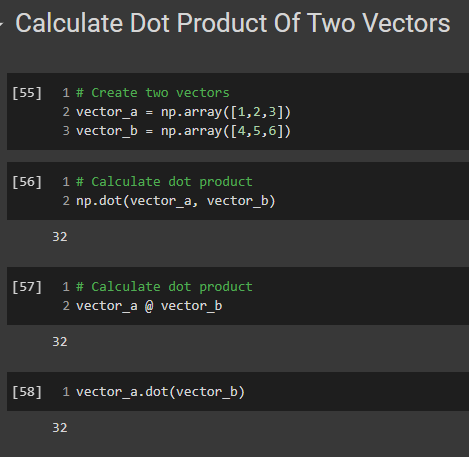 Calculate Dot Product Of Two Vectors
[55] 1 # Create two vectors
2 vector_a = np.array([1,2,3])
3 vector_b = np.array([4,5,6])
[56] 1 # Calculate dot product
2 np.dot(vector_a, vector_b)
32
[57] 1 # Calculate dot product
2 vector_a @ vector_b
32
[58] 1 vector_a.dot(vector_b)
32